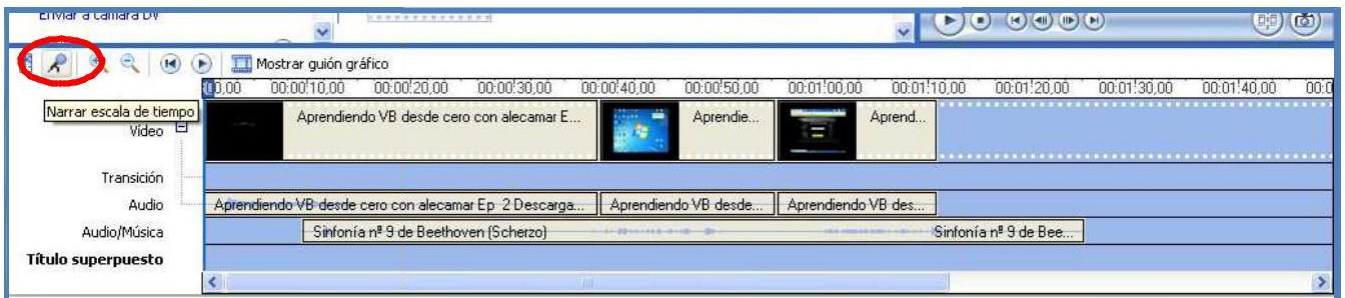 Enviar a cámara DV
Mostrar guión gráfico
0,00 00:00:10,00 00:00:20,00 00:00:30,00 00:00:40,00 00:00:50,00 00:01:00,00 00:01:10,00 00:01:20,00 00:01:30,00 00:01:40,00 00:0
Narrar escala de tiempo
Vídeo
Aprendiendo VB desde cero con alecamar E... Aprendie... Aprend...
Transición
Audio Aprendiendo VB desde cero con alecamar Ep 2 Descarga... Aprendiendo VB desde... Aprendiendo VB des...
Audio/Música Sinfonía nº 9 de Beethoven (Scherzo) Sinfonía nº 9 de Bee...
Título superpuesto